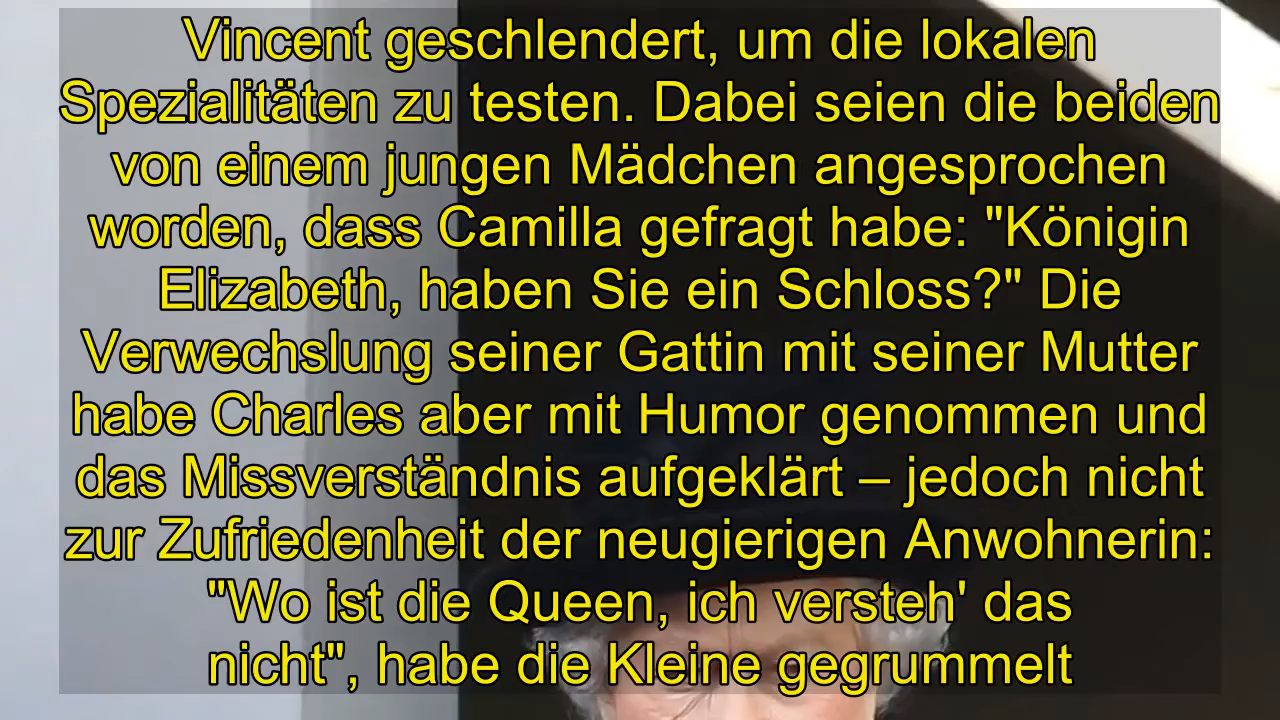 Vincent geschlendert, um die lokalen
Spezialitäten zu testen. Dabei seien die beiden
von einem jungen Mädchen angesprochen
worden, dass Camilla gefragt habe: "Königin
Elizabeth, haben Sie ein Schloss?" Die
Verwechslung seiner Gattin mit seiner Mutter
habe Charles aber mit Humor genommen und
das Missverständnis aufgeklärt – jedoch nicht
zur Zufriedenheit der neugierigen Anwohnerin:
"Wo ist die Queen, ich versteh' das
nicht", habe die Kleine gegrummelt